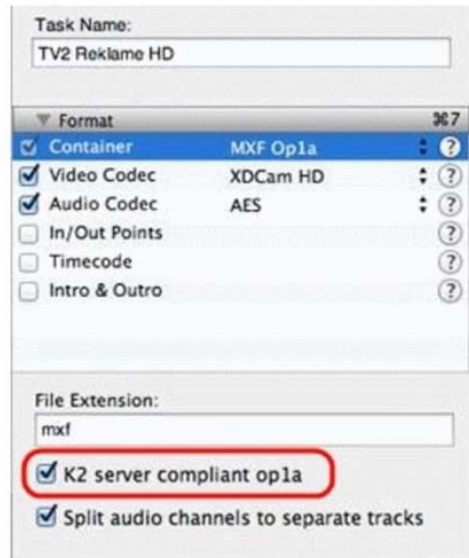 Task Name:
TV2 Reklame HD
Format ⌘7
Container MXF Op1a ?
Video Codec XDCam HD ?
Audio Codec AES ?
In/Out Points ?
Timecode ?
Intro & Outro ?
File Extension:
mxf
K2 server compliant op1a
Split audio channels to separate tracks